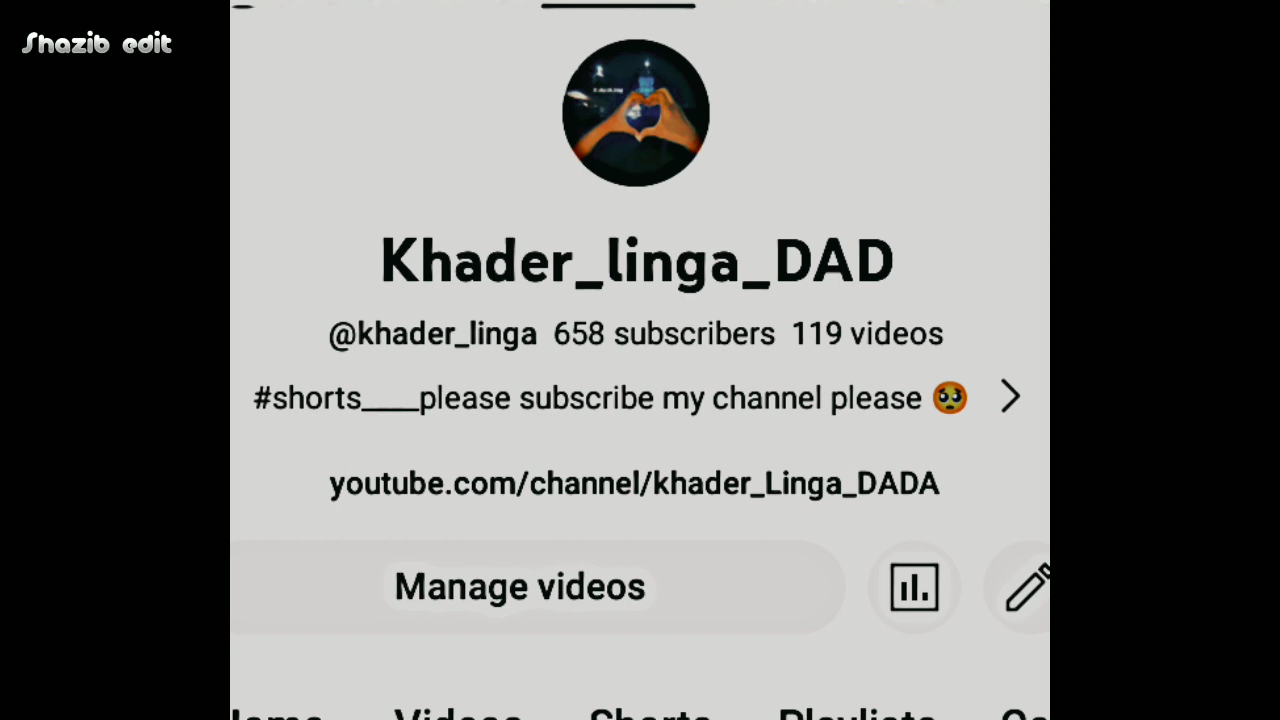 Shazib edit
Khader_linga_DAD
@khader_linga 658 subscribers 119 videos
#shorts____please subscribe my channel please 🥺
youtube.com/channel/khader_Linga_DADA
Manage videos
Videos Shorts Playlists